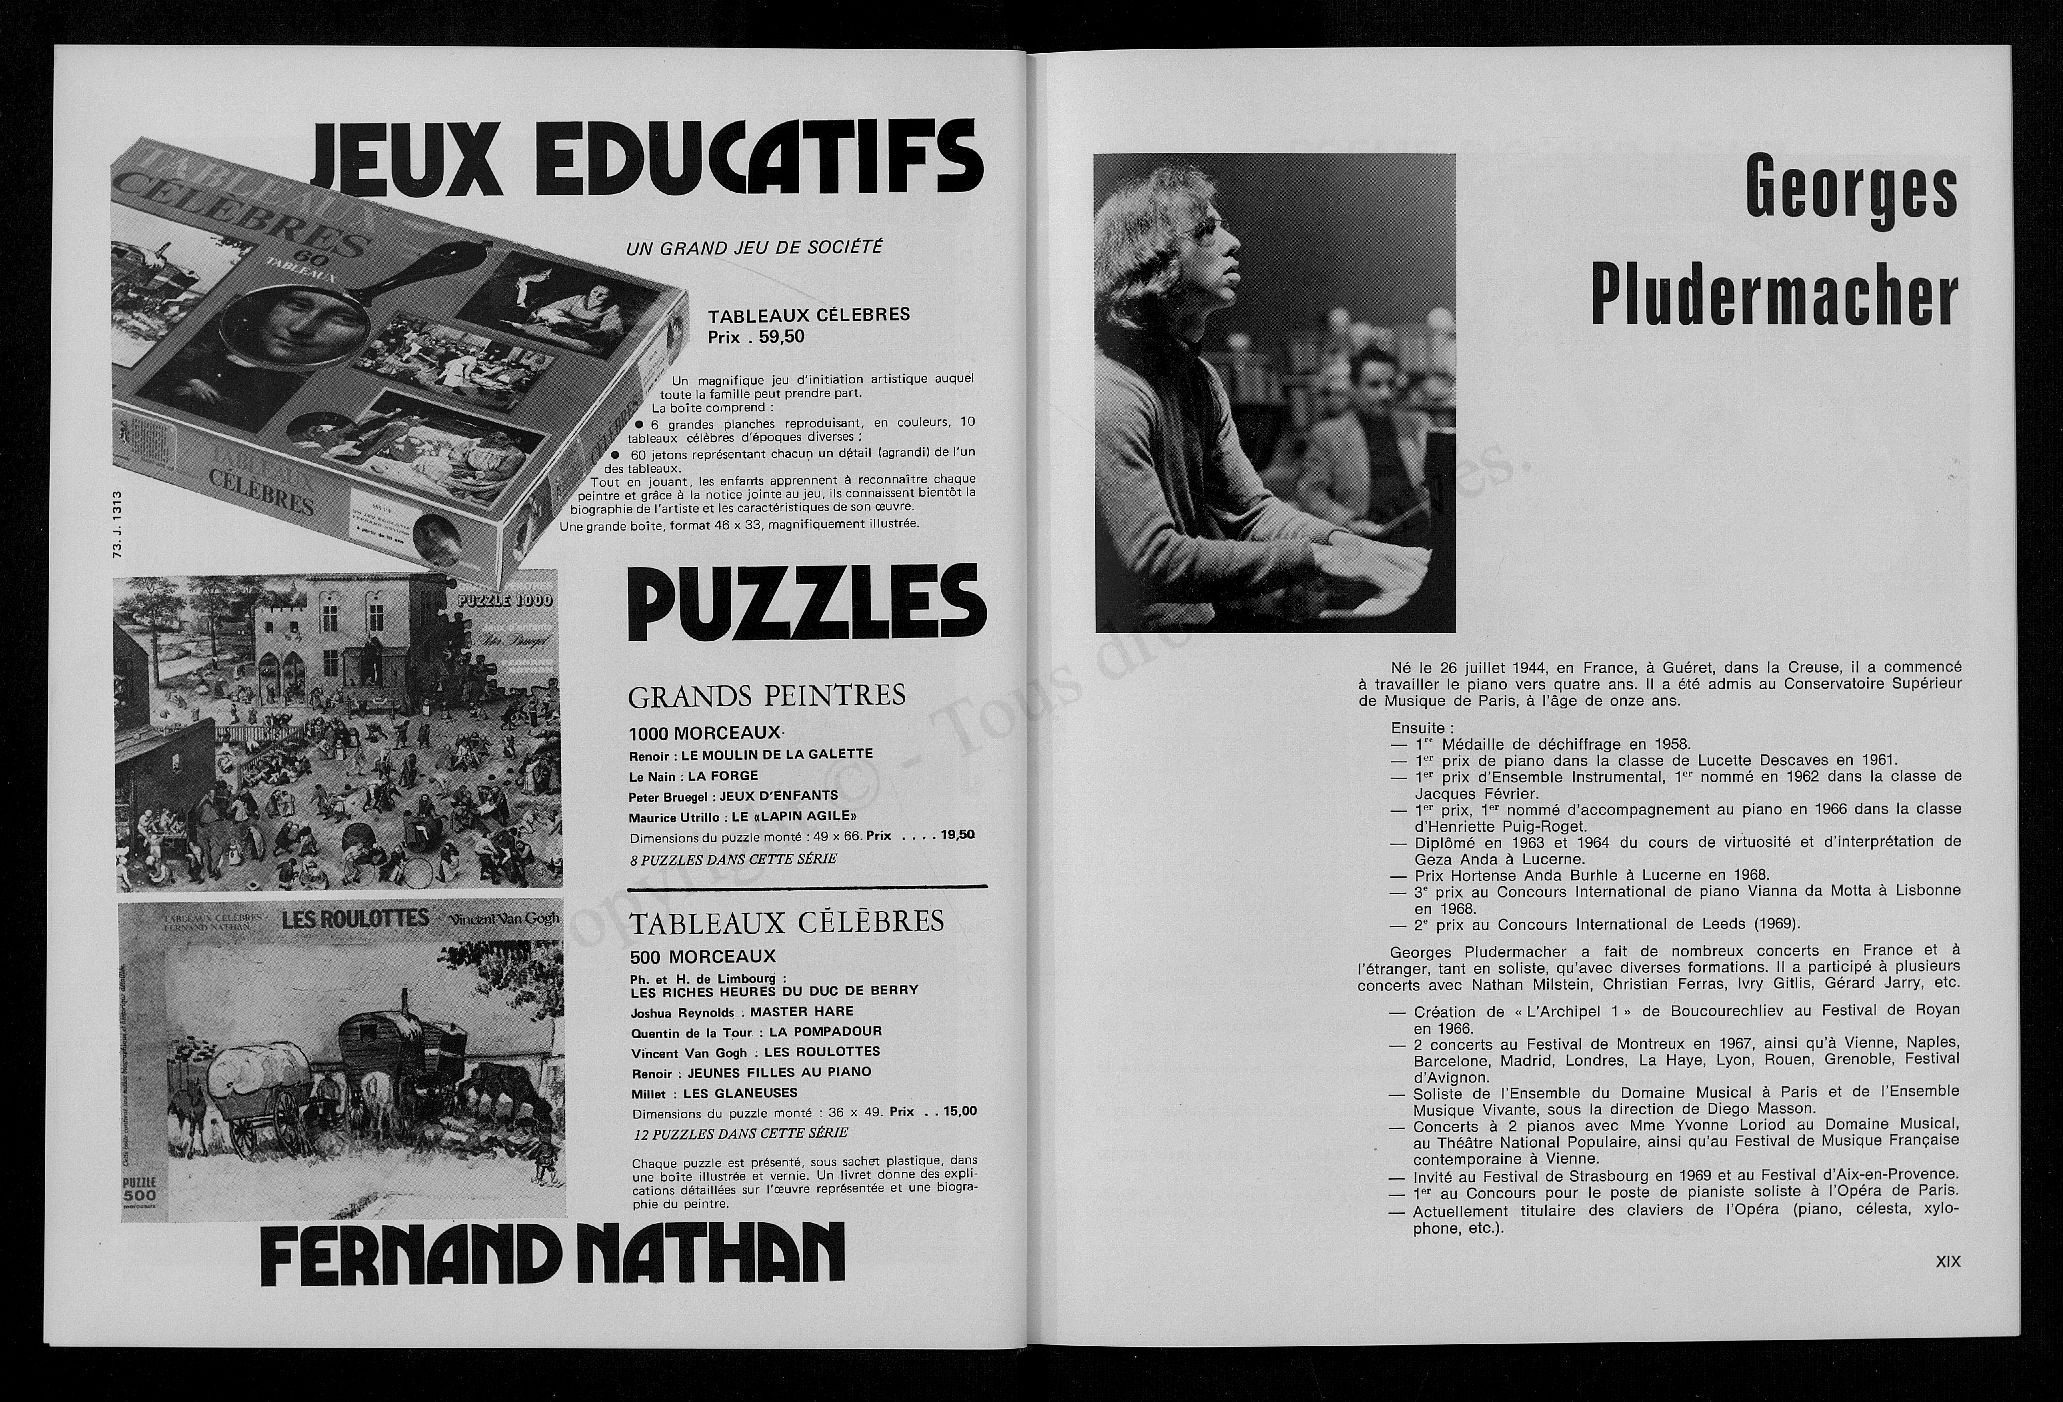 JEUX EDUCATIFS
TABLEAUX
CÉLEBRES
60
TABLEAUX
TABLEAUX
CÉLEBRES
UN GRAND JEU DE SOCIÉTÉ
TABLEAUX CÉLEBRES
Prix . 59,50
Un magnifique jeu d'initiation artistique auquel
toute la famille peut prendre part.
La boîte comprend :
● 6 grandes planches reproduisant, en couleurs, 10
tableaux célèbres d'époques diverses ;
● 60 jetons représentant chacun un détail (agrandi) de l'un
des tableaux.
Tout en jouant, les enfants apprennent à reconnaître chaque
peintre et grâce à la notice jointe au jeu, ils connaissent bientôt la
biographie de l'artiste et les caractéristiques de son œuvre.
Une grande boîte, format 46 x 33, magnifiquement illustrée.
73. J. 1313
PUZZLE 1000
PUZZLES
GRANDS PEINTRES
1000 MORCEAUX
Renoir : LE MOULIN DE LA GALETTE
Le Nain : LA FORGE
Peter Bruegel : JEUX D'ENFANTS
Maurice Utrillo : LE «LAPIN AGILE»
Dimensions du puzzle monté : 49 x 66. Prix . . . . 19,50
8 PUZZLES DANS CETTE SÉRIE
TABLEAUX CÉLÈBRES
FERNAND NATHAN
LES ROULOTTES
Vincent Van Gogh
PUZZLE
500
morceaux
TABLEAUX CÉLÈBRES
500 MORCEAUX
Ph. et H. de Limbourg :
LES RICHES HEURES DU DUC DE BERRY
Joshua Reynolds . MASTER HARE
Quentin de la Tour : LA POMPADOUR
Vincent Van Gogh : LES ROULOTTES
Renoir : JEUNES FILLES AU PIANO
Millet : LES GLANEUSES
Dimensions du puzzle monté : 36 x 49. Prix . . 15,00
12 PUZZLES DANS CETTE SÉRIE
Chaque puzzle est présenté, sous sachet plastique, dans
une boîte illustrée et vernie. Un livret donne des expli-
cations détaillées sur l'œuvre représentée et une biogra-
phie du peintre.
FERNAND NATHAN
Georges
Pludermacher
Né le 26 juillet 1944, en France, à Guéret, dans la Creuse, il a commencé
à travailler le piano vers quatre ans. Il a été admis au Conservatoire Supérieur
de Musique de Paris, à l'âge de onze ans.
Ensuite :
— 1re Médaille de déchiffrage en 1958.
— 1er prix de piano dans la classe de Lucette Descaves en 1961.
— 1er prix d'Ensemble Instrumental, 1er nommé en 1962 dans la classe de
Jacques Février.
— 1er prix, 1er nommé d'accompagnement au piano en 1966 dans la classe
d'Henriette Puig-Roget.
— Diplômé en 1963 et 1964 du cours de virtuosité et d'interprétation de
Geza Anda à Lucerne.
— Prix Hortense Anda Burhle à Lucerne en 1968.
— 3e prix au Concours International de piano Vianna da Motta à Lisbonne
en 1968.
— 2e prix au Concours International de Leeds (1969).
Georges Pludermacher a fait de nombreux concerts en France et à
l'étranger, tant en soliste, qu'avec diverses formations. Il a participé à plusieurs
concerts avec Nathan Milstein, Christian Ferras, Ivry Gitlis, Gérard Jarry, etc.
— Création de « L'Archipel 1 » de Boucourechliev au Festival de Royan
en 1966.
— 2 concerts au Festival de Montreux en 1967, ainsi qu'à Vienne, Naples,
Barcelone, Madrid, Londres, La Haye, Lyon, Rouen, Grenoble, Festival
d'Avignon.
— Soliste de l'Ensemble du Domaine Musical à Paris et de l'Ensemble
Musique Vivante, sous la direction de Diego Masson.
— Concerts à 2 pianos avec Mme Yvonne Loriod au Domaine Musical,
au Théâtre National Populaire, ainsi qu'au Festival de Musique Française
contemporaine à Vienne.
— Invité au Festival de Strasbourg en 1969 et au Festival d'Aix-en-Provence.
— 1er au Concours pour le poste de pianiste soliste à l'Opéra de Paris.
— Actuellement titulaire des claviers de l'Opéra (piano, célesta, xylo-
phone, etc.).
XIX